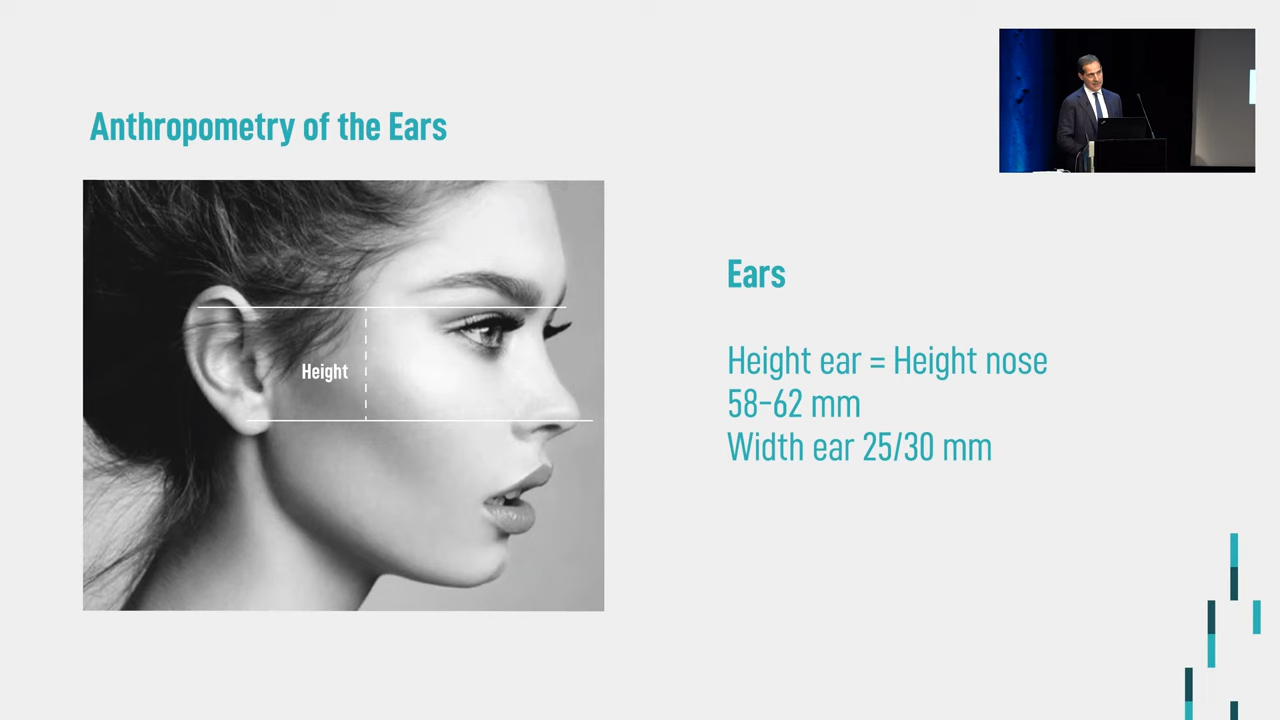 Anthropometry of the Ears
Height
Ears
Height ear = Height nose
58-62 mm
Width ear 25/30 mm